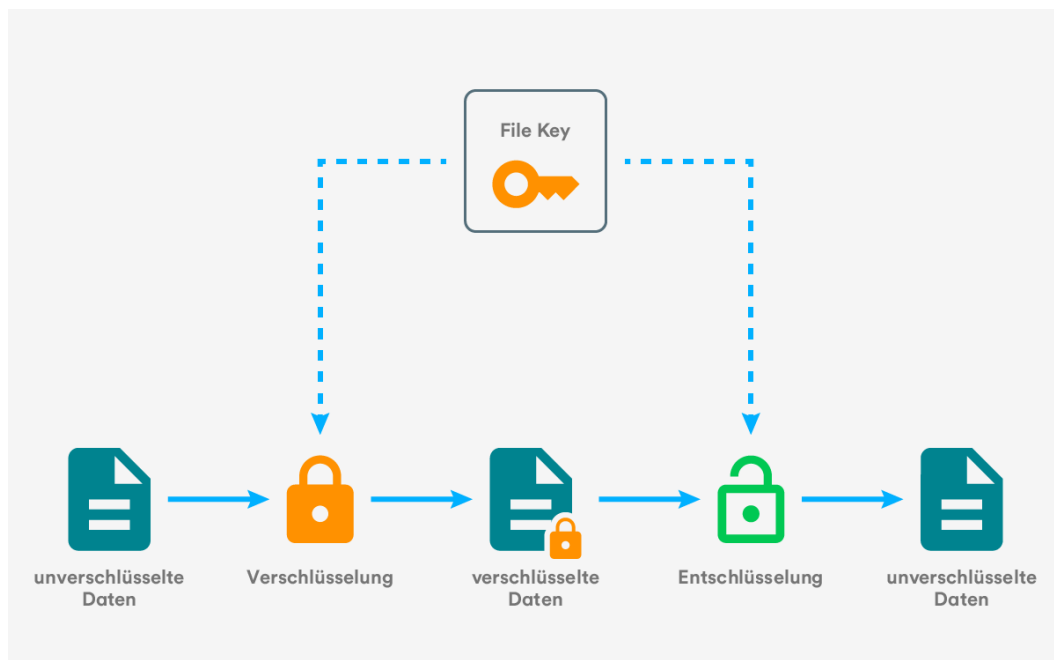 File Key
unverschlüsselte
Daten
Verschlüsselung
verschlüsselte
Daten
Entschlüsselung
unverschlüsselte
Daten